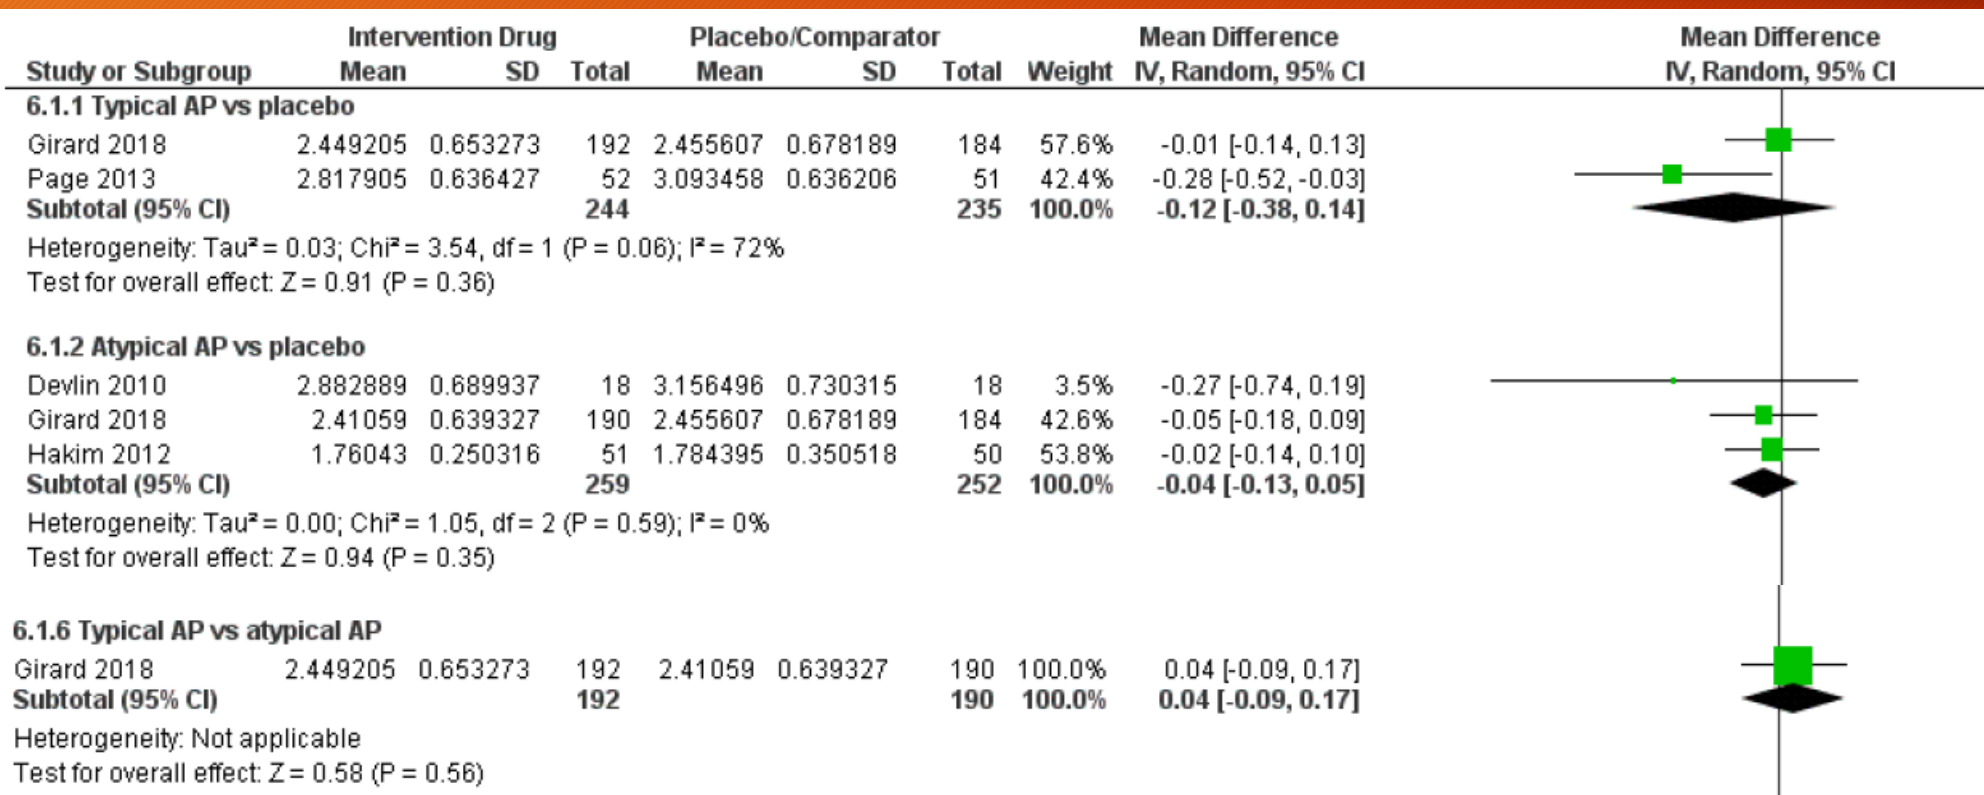 Intervention Drug Placebo/Comparator Mean Difference Mean Difference
Study or Subgroup Mean SD Total Mean SD Total Weight IV, Random, 95% CI IV, Random, 95% CI
6.1.1 Typical AP vs placebo
Girard 2018 2.449205 0.653273 192 2.455607 0.678189 184 57.6% -0.01 [-0.14, 0.13]
Page 2013 2.817905 0.636427 52 3.093458 0.636206 51 42.4% -0.28 [-0.52, -0.03]
Subtotal (95% CI) 244 235 100.0% -0.12 [-0.38, 0.14]
Heterogeneity: Tau² = 0.03; Chi² = 3.54, df = 1 (P = 0.06); I² = 72%
Test for overall effect: Z = 0.91 (P = 0.36)
6.1.2 Atypical AP vs placebo
Devlin 2010 2.882889 0.689937 18 3.156496 0.730315 18 3.5% -0.27 [-0.74, 0.19]
Girard 2018 2.41059 0.639327 190 2.455607 0.678189 184 42.6% -0.05 [-0.18, 0.09]
Hakim 2012 1.76043 0.250316 51 1.784395 0.350518 50 53.8% -0.02 [-0.14, 0.10]
Subtotal (95% CI) 259 252 100.0% -0.04 [-0.13, 0.05]
Heterogeneity: Tau² = 0.00; Chi² = 1.05, df = 2 (P = 0.59); I² = 0%
Test for overall effect: Z = 0.94 (P = 0.35)
6.1.6 Typical AP vs atypical AP
Girard 2018 2.449205 0.653273 192 2.41059 0.639327 190 100.0% 0.04 [-0.09, 0.17]
Subtotal (95% CI) 192 190 100.0% 0.04 [-0.09, 0.17]
Heterogeneity: Not applicable
Test for overall effect: Z = 0.58 (P = 0.56)